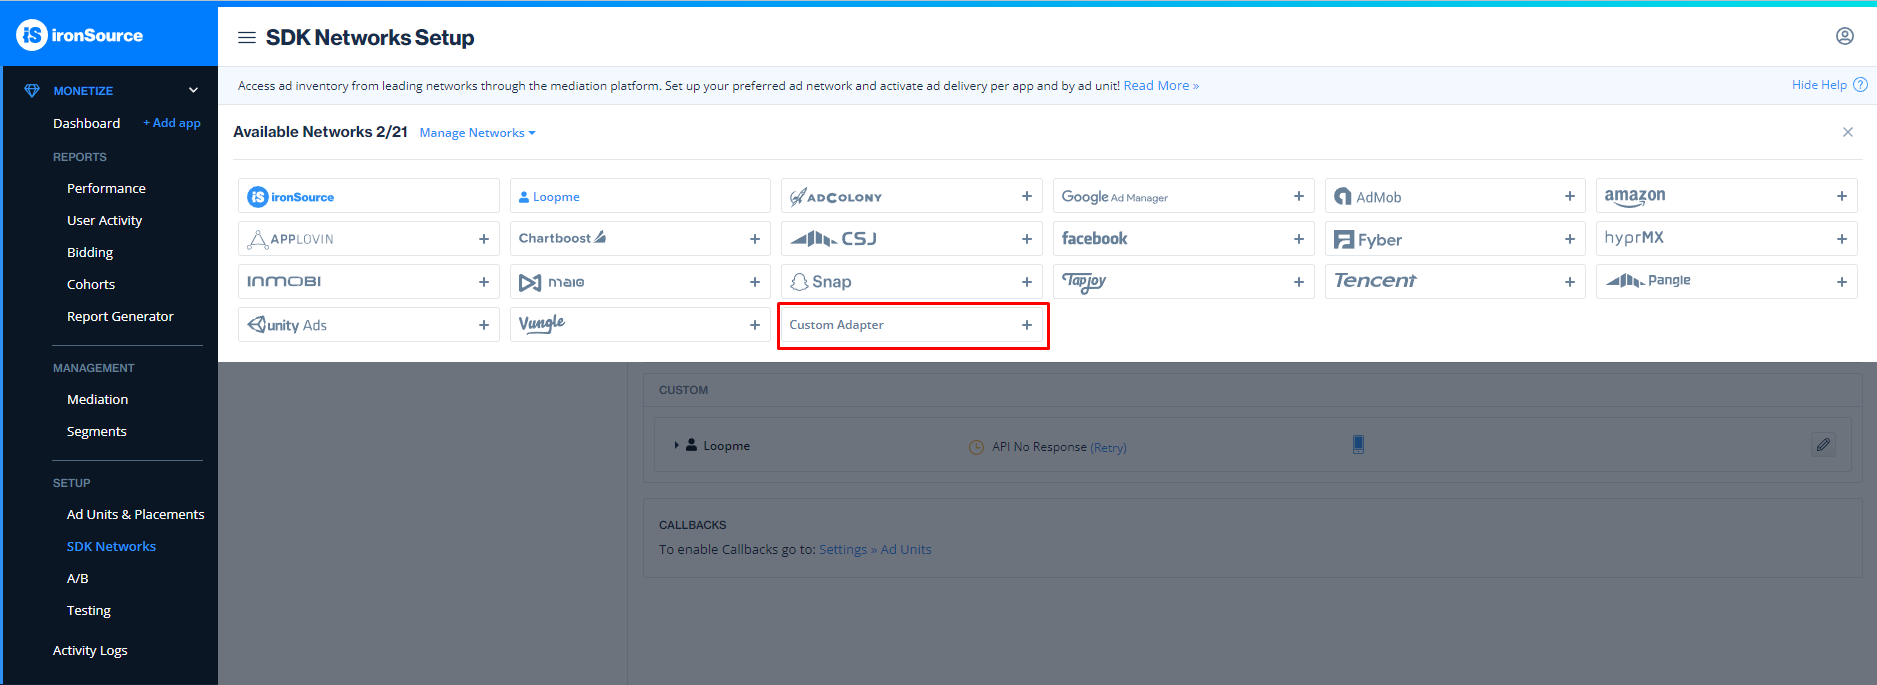 iS ironSource
SDK Networks Setup
Access ad inventory from leading networks through the mediation platform. Set up your preferred ad network and activate ad delivery per app and by ad unit! Read More »
Hide Help ?
MONETIZE
Dashboard + Add app
REPORTS
Performance
User Activity
Bidding
Cohorts
Report Generator
MANAGEMENT
Mediation
Segments
SETUP
Ad Units & Placements
SDK Networks
A/B
Testing
Activity Logs
Available Networks 2/21 Manage Networks
iS ironSource
Loopme
ADCOLONY +
Google Ad Manager +
AdMob +
amazon +
APPLOVIN +
Chartboost +
CSJ +
facebook +
Fyber +
hyprMX +
INMOBI +
maio +
Snap +
Tapjoy +
Tencent +
Pangle +
unity Ads +
Vungle +
Custom Adapter +
CUSTOM
Loopme API No Response (Retry)
CALLBACKS
To enable Callbacks go to: Settings » Ad Units